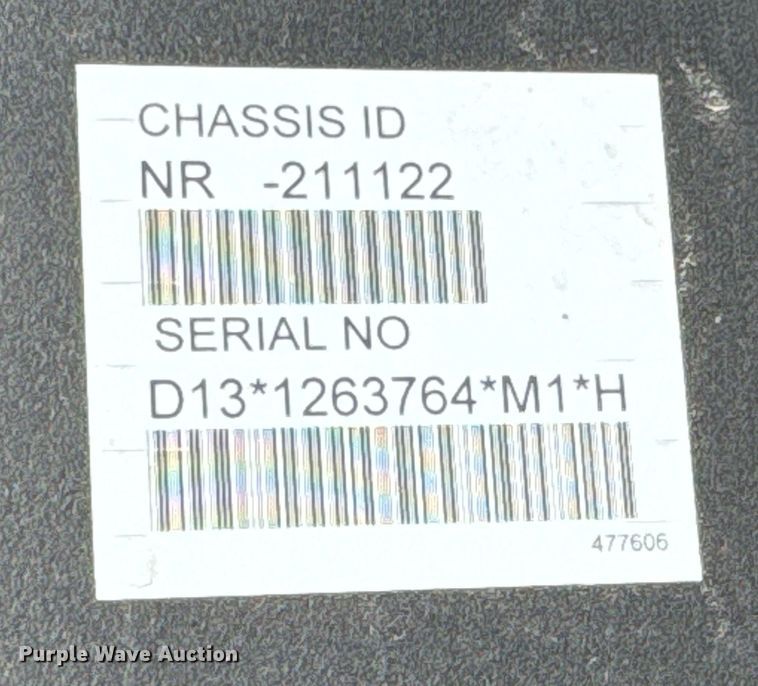 CHASSIS ID
NR -211122
SERIAL NO
D13*1263764*M1*H
477606
Purple Wave Auction